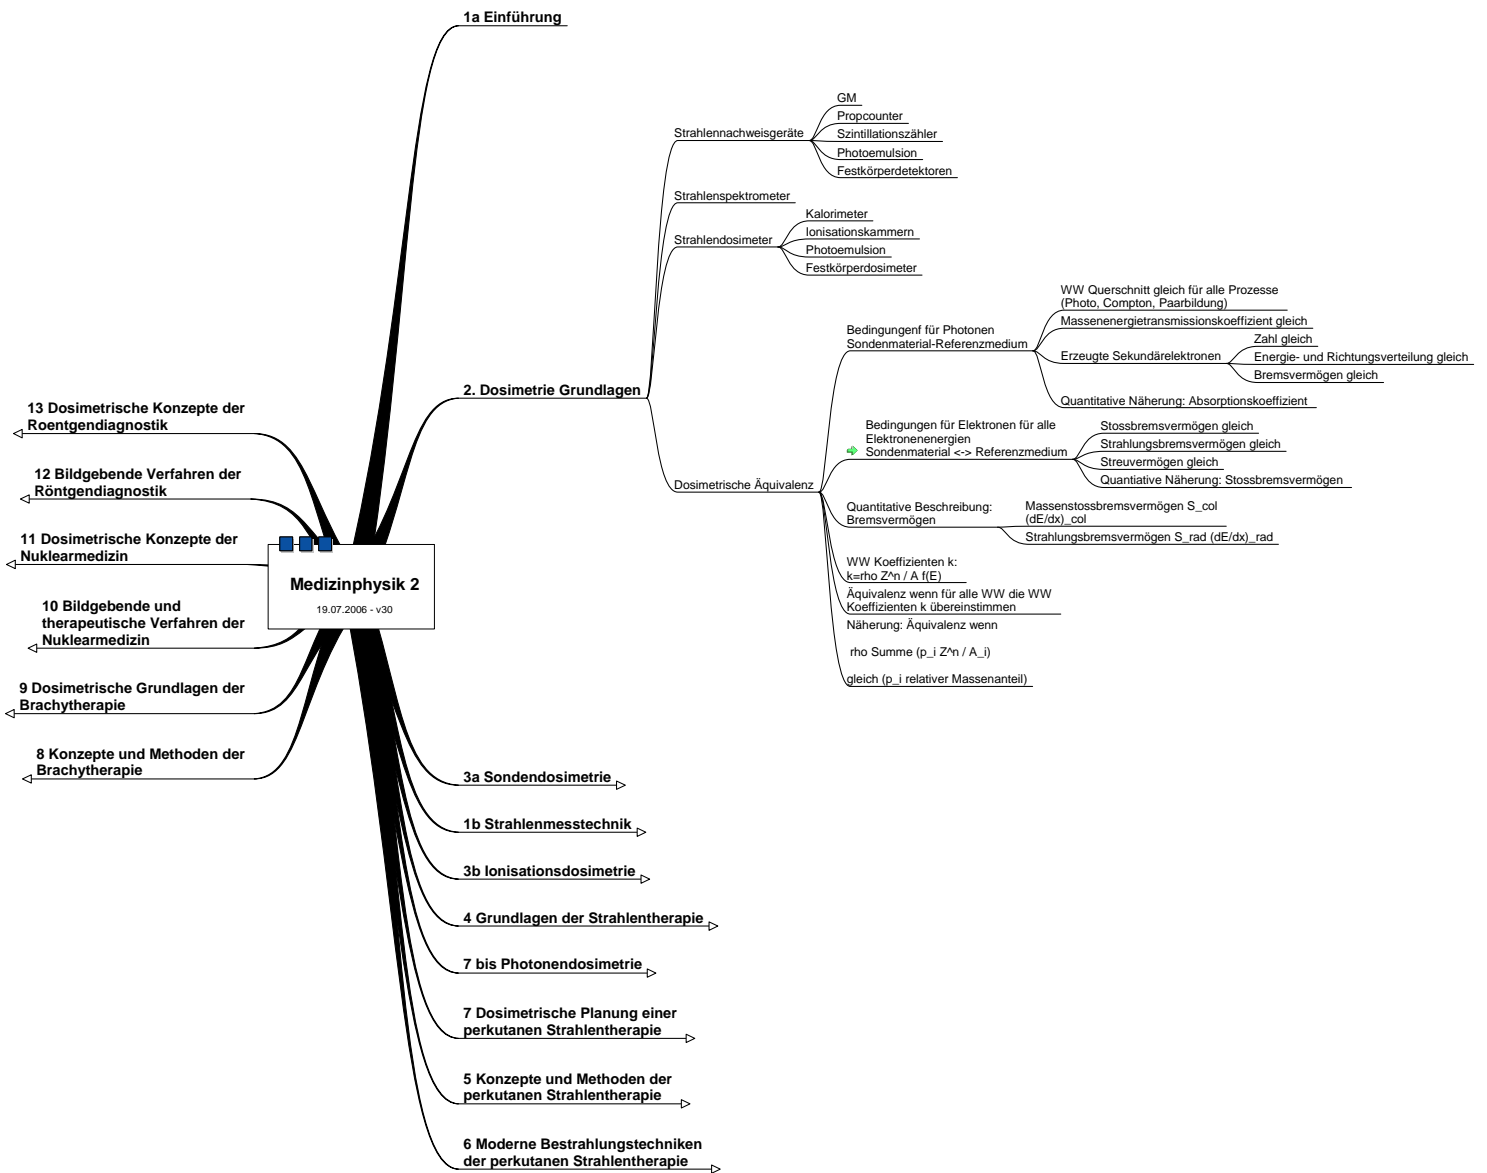 1a Einführung
GM
Propcounter
Strahlennachweisgeräte
Szintillationszähler
Photoemulsion
Festkörperdetektoren
Strahlenspektrometer
Kalorimeter
Ionisationskammern
Strahlendosimeter
Photoemulsion
Festkörperdosimeter
2. Dosimetrie Grundlagen
WW Querschnitt gleich für alle Prozesse
(Photo, Compton, Paarbildung)
Bedingungenf für Photonen
Sondenmaterial-Referenzmedium
Massenenergietransmissionskoeffizient gleich
Erzeugte Sekundärelektronen
Zahl gleich
Energie- und Richtungsverteilung gleich
Bremsvermögen gleich
Quantitative Näherung: Absorptionskoeffizient
Bedingungen für Elektronen für alle
Elektronenenergien
Sondenmaterial <-> Referenzmedium
Stossbremsvermögen gleich
Strahlungsbremsvermögen gleich
Streuvermögen gleich
Quantiative Näherung: Stossbremsvermögen
Dosimetrische Äquivalenz
Quantitative Beschreibung:
Bremsvermögen
Massenstossbremsvermögen S_col
(dE/dx)_col
Strahlungsbremsvermögen S_rad (dE/dx)_rad
WW Koeffizienten k:
k=rho Z^n / A f(E)
Äquivalenz wenn für alle WW die WW
Koeffizienten k übereinstimmen
Näherung: Äquivalenz wenn
rho Summe (p_i Z^n / A_i)
gleich (p_i relativer Massenanteil)
13 Dosimetrische Konzepte der
Roentgendiagnostik
12 Bildgebende Verfahren der
Röntgendiagnostik
11 Dosimetrische Konzepte der
Nuklearmedizin
Medizinphysik 2
19.07.2006 - v30
10 Bildgebende und
therapeutische Verfahren der
Nuklearmedizin
9 Dosimetrische Grundlagen der
Brachytherapie
8 Konzepte und Methoden der
Brachytherapie
3a Sondendosimetrie
1b Strahlenmesstechnik
3b Ionisationsdosimetrie
4 Grundlagen der Strahlentherapie
7 bis Photonendosimetrie
7 Dosimetrische Planung einer
perkutanen Strahlentherapie
5 Konzepte und Methoden der
perkutanen Strahlentherapie
6 Moderne Bestrahlungstechniken
der perkutanen Strahlentherapie